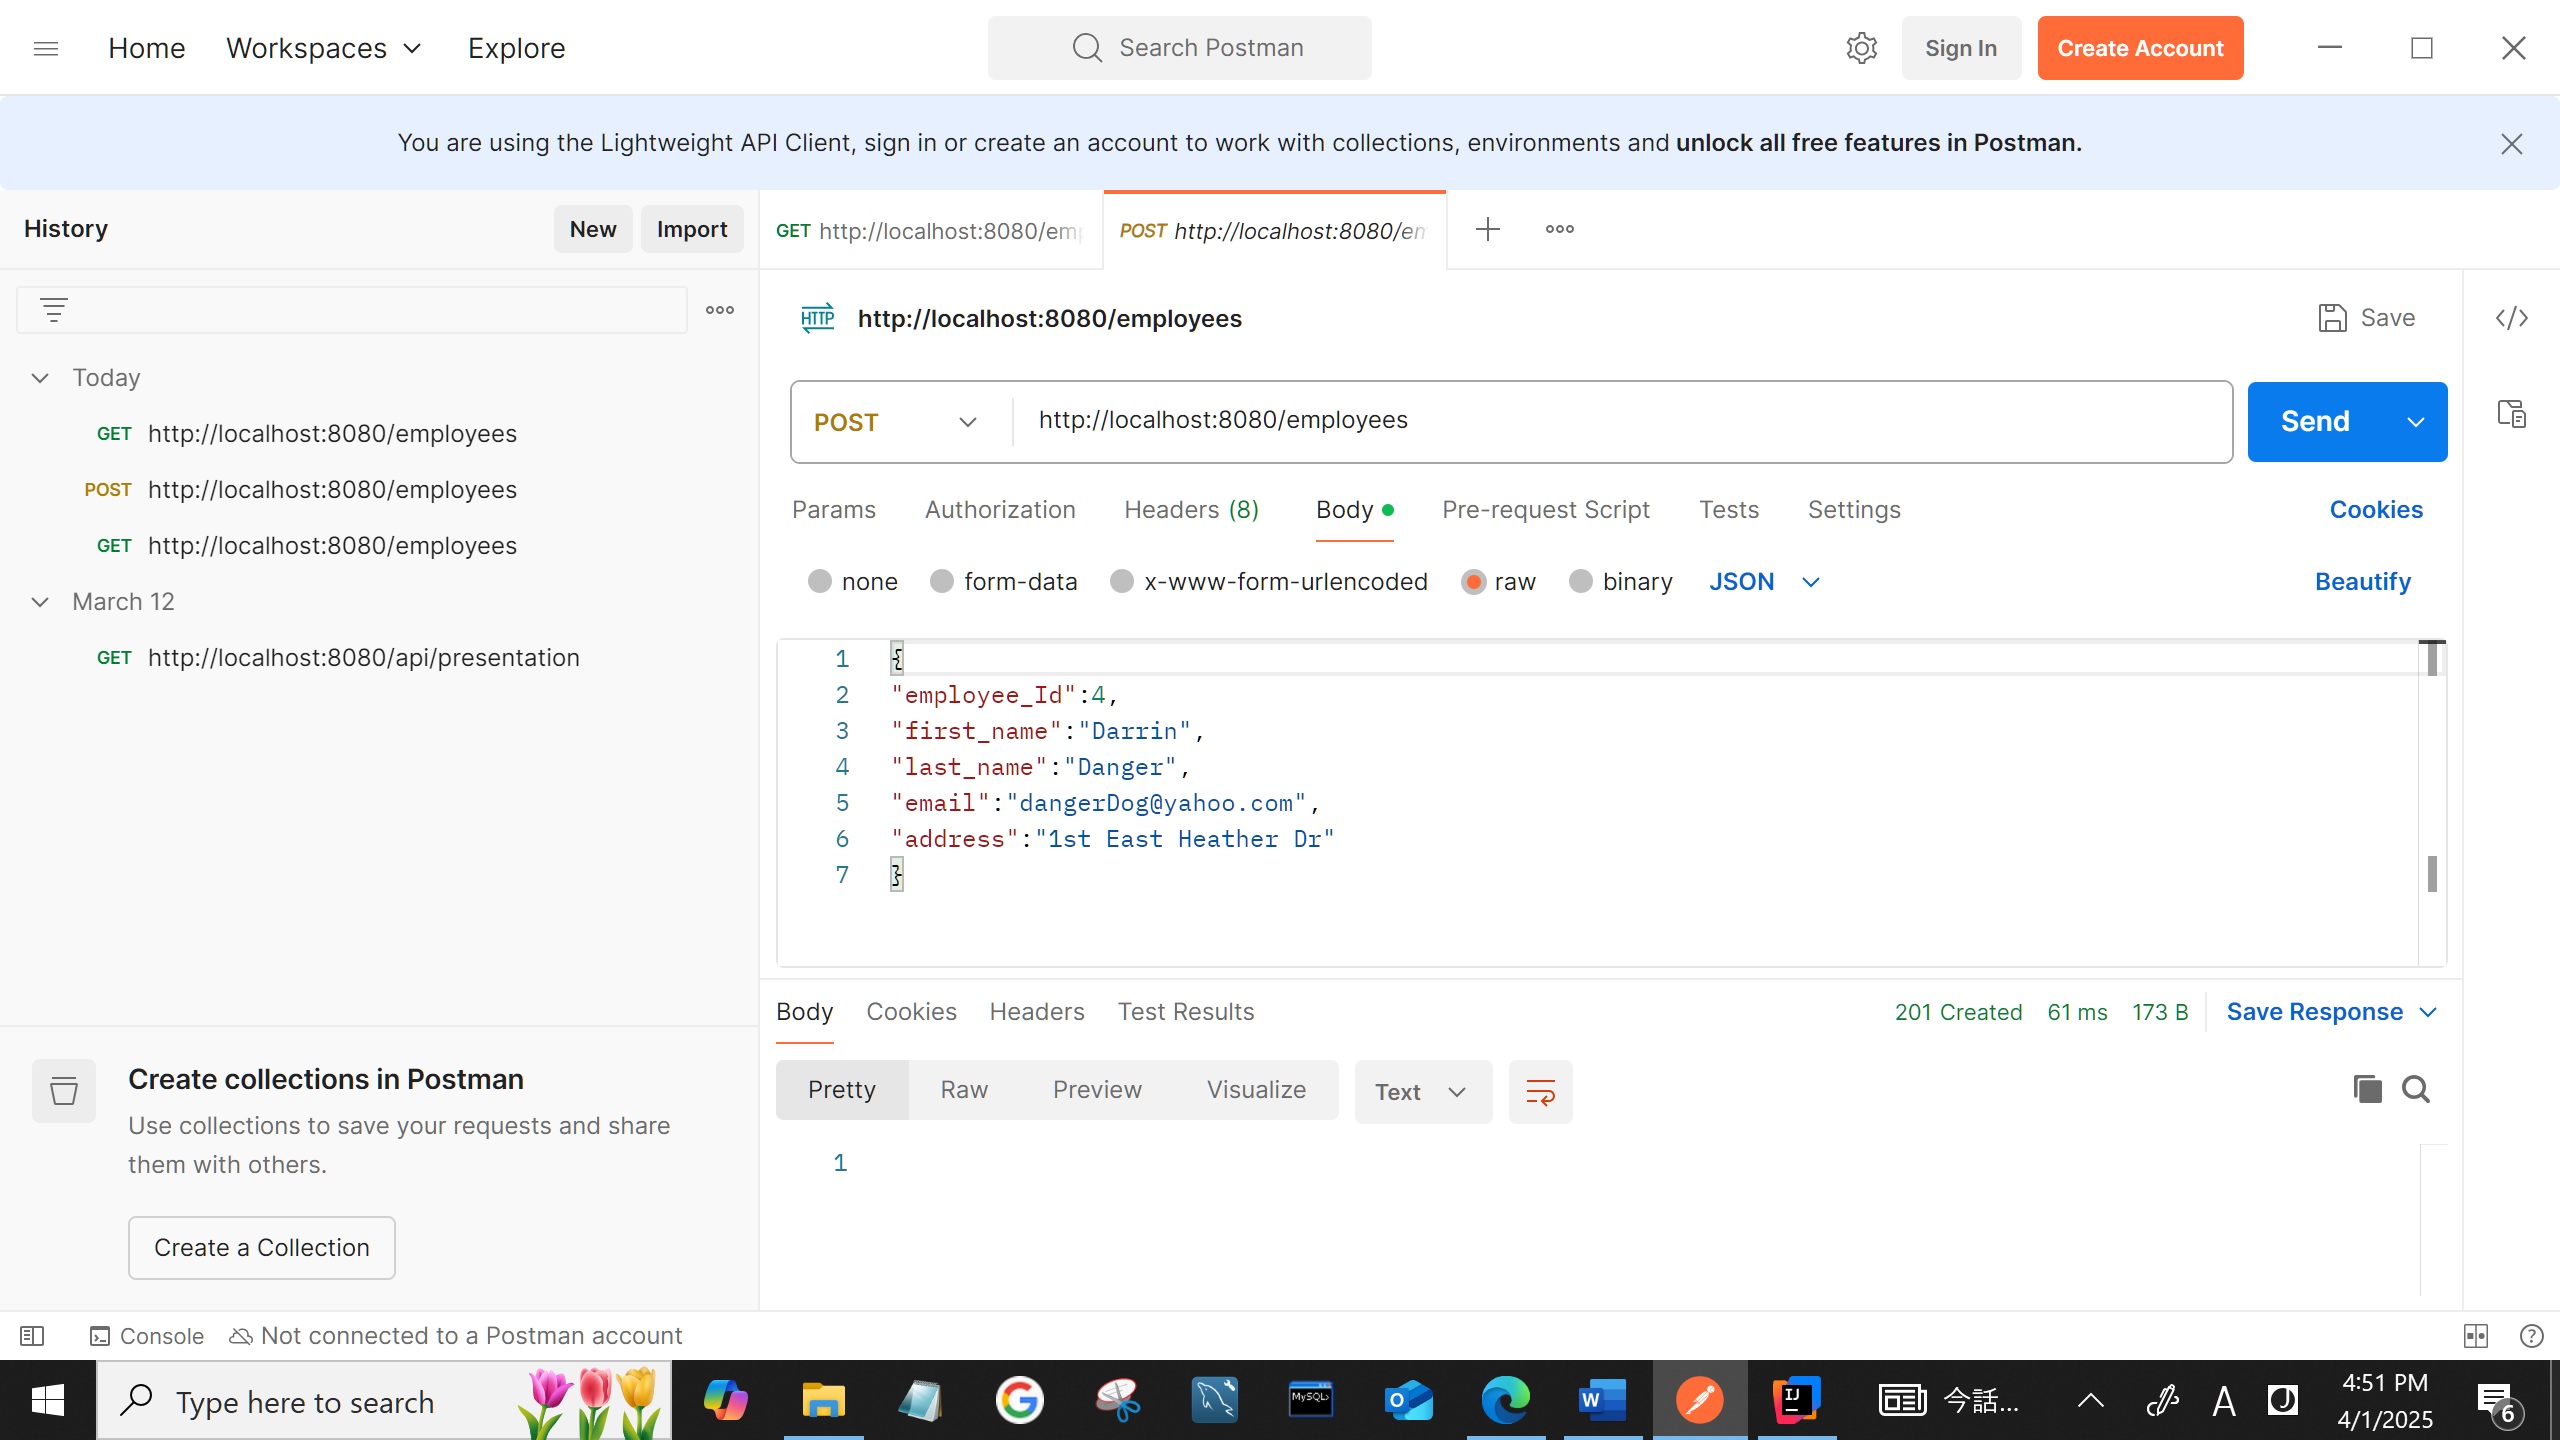 Home
Workspaces
Explore
Search Postman
Sign In
Create Account
You are using the Lightweight API Client, sign in or create an account to work with collections, environments and unlock all free features in Postman.
History
New
Import
GET http://localhost:8080/emp
POST http://localhost:8080/em
HTTP http://localhost:8080/employees
Save
Today
GET http://localhost:8080/employees
POST http://localhost:8080/employees
GET http://localhost:8080/employees
March 12
GET http://localhost:8080/api/presentation
POST
http://localhost:8080/employees
Send
Params
Authorization
Headers (8)
Body
Pre-request Script
Tests
Settings
Cookies
none
form-data
x-www-form-urlencoded
raw
binary
JSON
Beautify
1 {
2 "employee_Id":4,
3 "first_name":"Darrin",
4 "last_name":"Danger",
5 "email":"dangerDog@yahoo.com",
6 "address":"1st East Heather Dr"
7 }
Body
Cookies
Headers
Test Results
201 Created
61 ms
173 B
Save Response
Pretty
Raw
Preview
Visualize
Text
1
Create collections in Postman
Use collections to save your requests and share
them with others.
Create a Collection
Console
Not connected to a Postman account
Type here to search
MySQL>
O
W
IJ
今話...
A
J
4:51 PM
4/1/2025
6